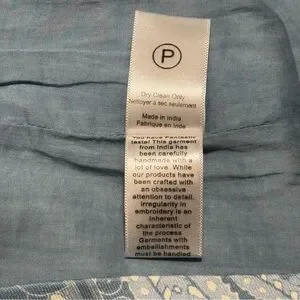 P
Dry Clean Only
Nettoyer à sec seulement
Made in India
Fabrique en Inde
You have Fantastic
taste! This garment
from India has
been carefully
handmade with a
lot of love. While
our products have
been crafted with
an obsessive
attention to detail.
Irregularity in
embroidery is an
inherent
characteristic of
the process
Garments with
embellishments
must be handled